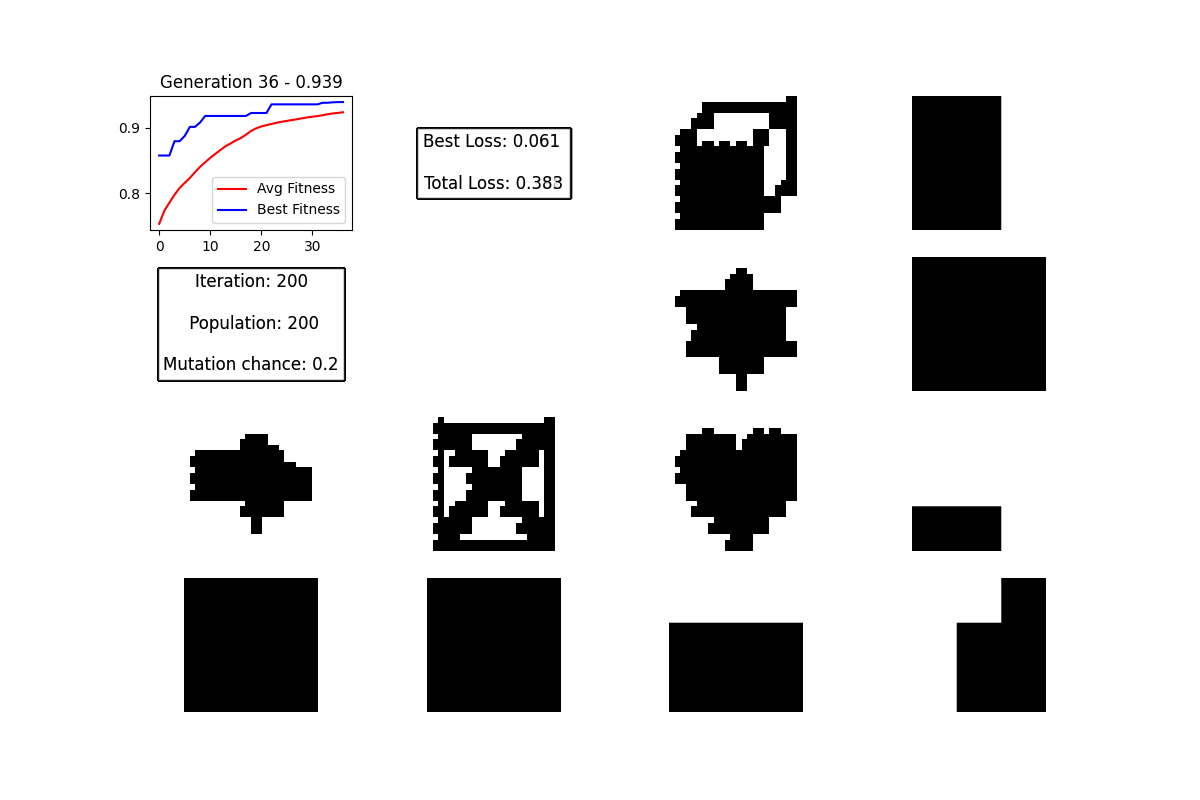 Generation 36 - 0.939
0.9
0.8
Avg Fitness
Best Fitness
0 10 20 30
Best Loss: 0.061
Total Loss: 0.383
Iteration: 200
Population: 200
Mutation chance: 0.2